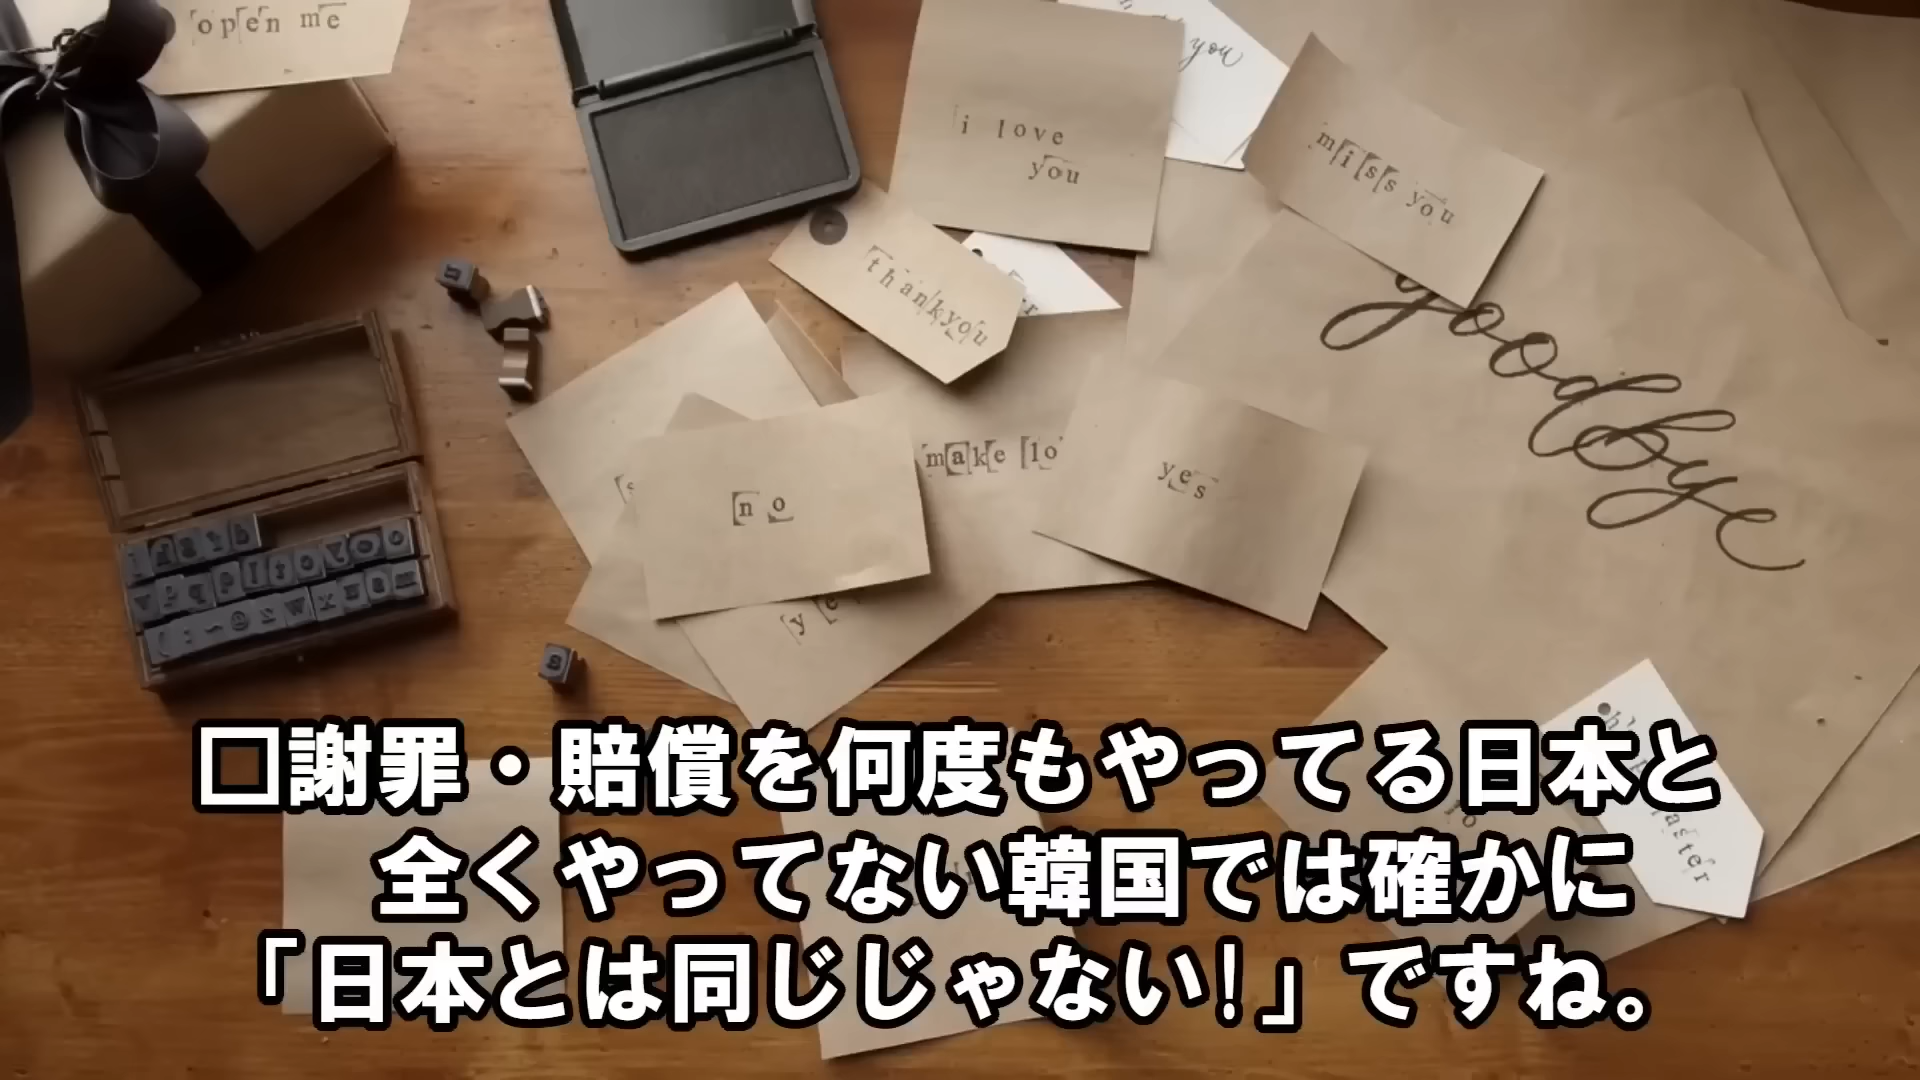 open me
you
i love
you
miss you
thankyou
goodbye
make lo
yes
no
□謝罪・賠償を何度もやってる日本と
全くやってない韓国では確かに
「日本とは同じじゃない!」ですね。